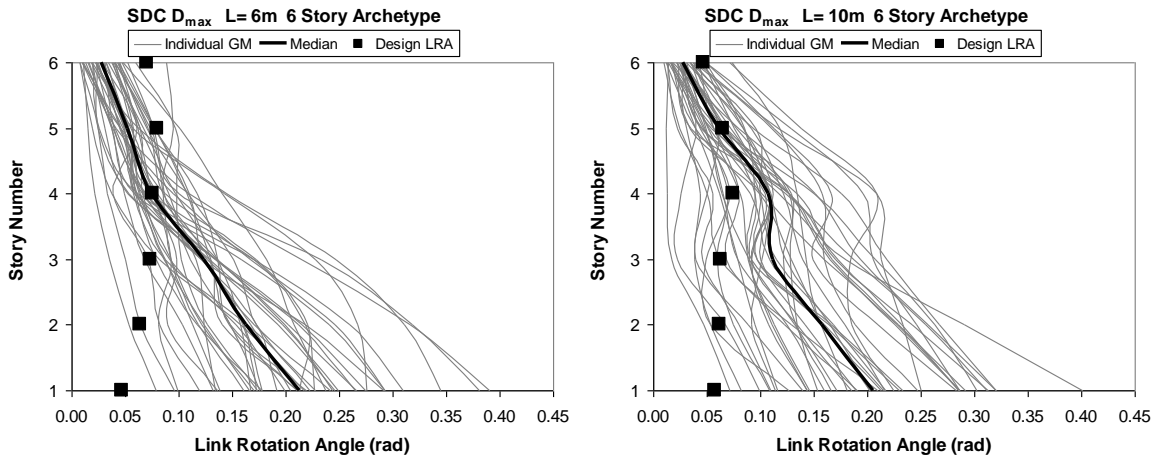 SDC Dmax L= 6m 6 Story Archetype
Individual GM Median Design LRA
6
5
4
3
2
1
Story Number
0.00 0.05 0.10 0.15 0.20 0.25 0.30 0.35 0.40 0.45
Link Rotation Angle (rad)
SDC Dmax L= 10m 6 Story Archetype
Individual GM Median Design LRA
6
5
4
3
2
1
Story Number
0.00 0.05 0.10 0.15 0.20 0.25 0.30 0.35 0.40 0.45
Link Rotation Angle (rad)